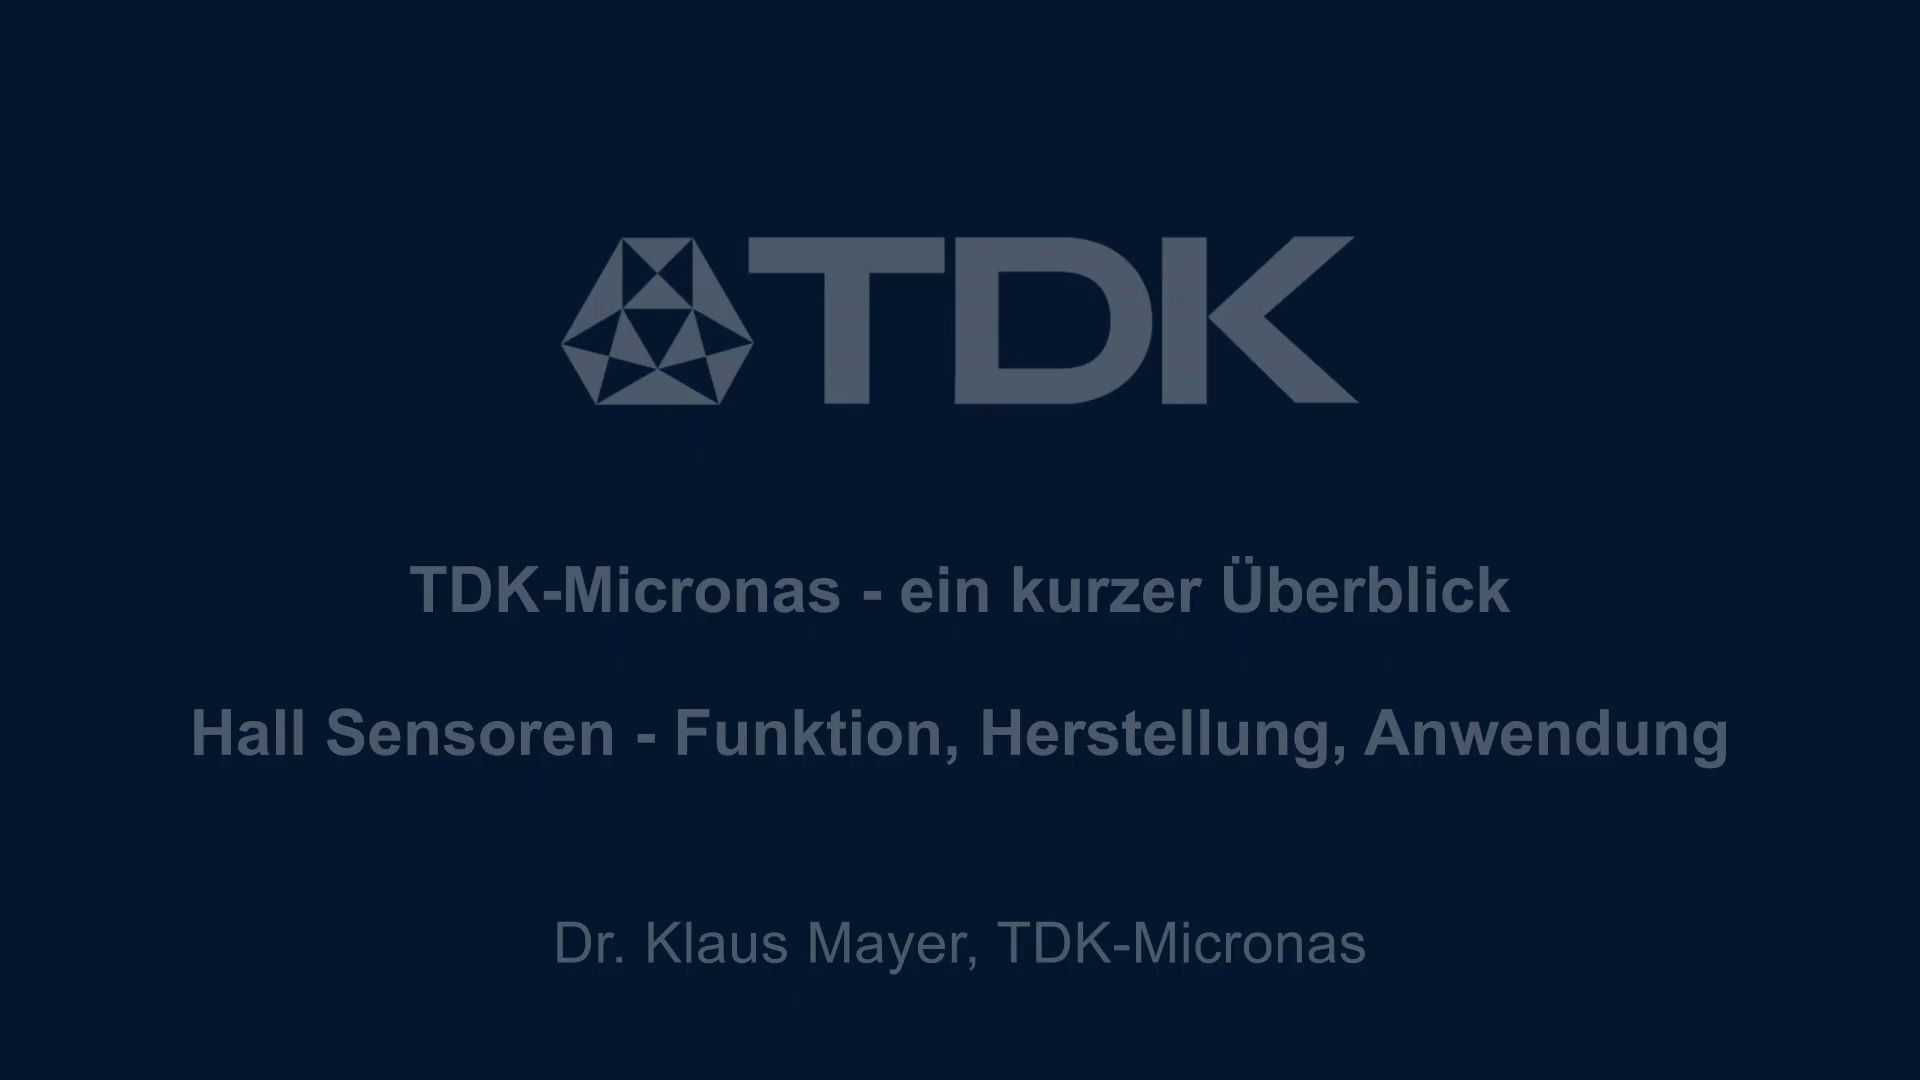 TDK
TDK-Micronas - ein kurzer Überblick
Hall Sensoren - Funktion, Herstellung, Anwendung
Dr. Klaus Mayer, TDK-Micronas